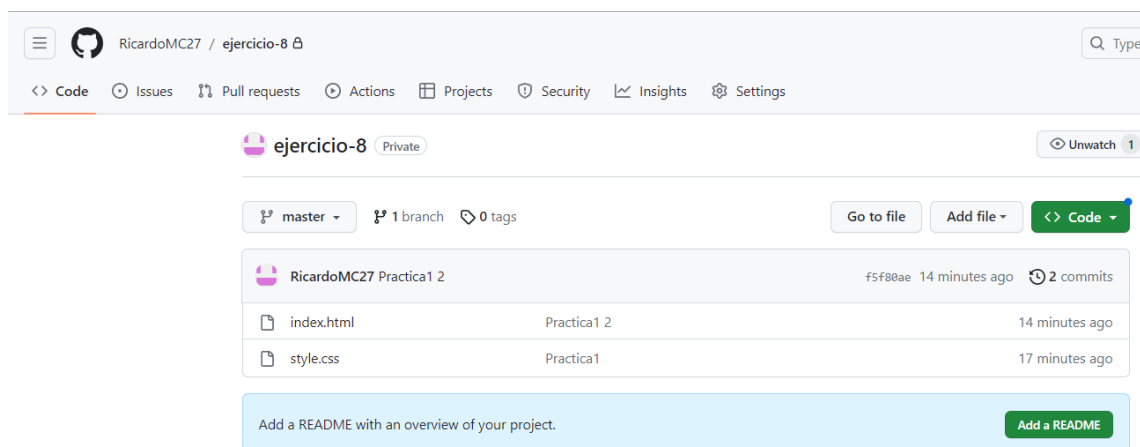 RicardoMC27 / ejercicio-8 Type
Code Issues Pull requests Actions Projects Security Insights Settings
ejercicio-8 Private Unwatch 1
master 1 branch 0 tags Go to file Add file <> Code
RicardoMC27 Practica1 2 f5f80ae 14 minutes ago 2 commits
index.html Practica1 2 14 minutes ago
style.css Practica1 17 minutes ago
Add a README with an overview of your project. Add a README